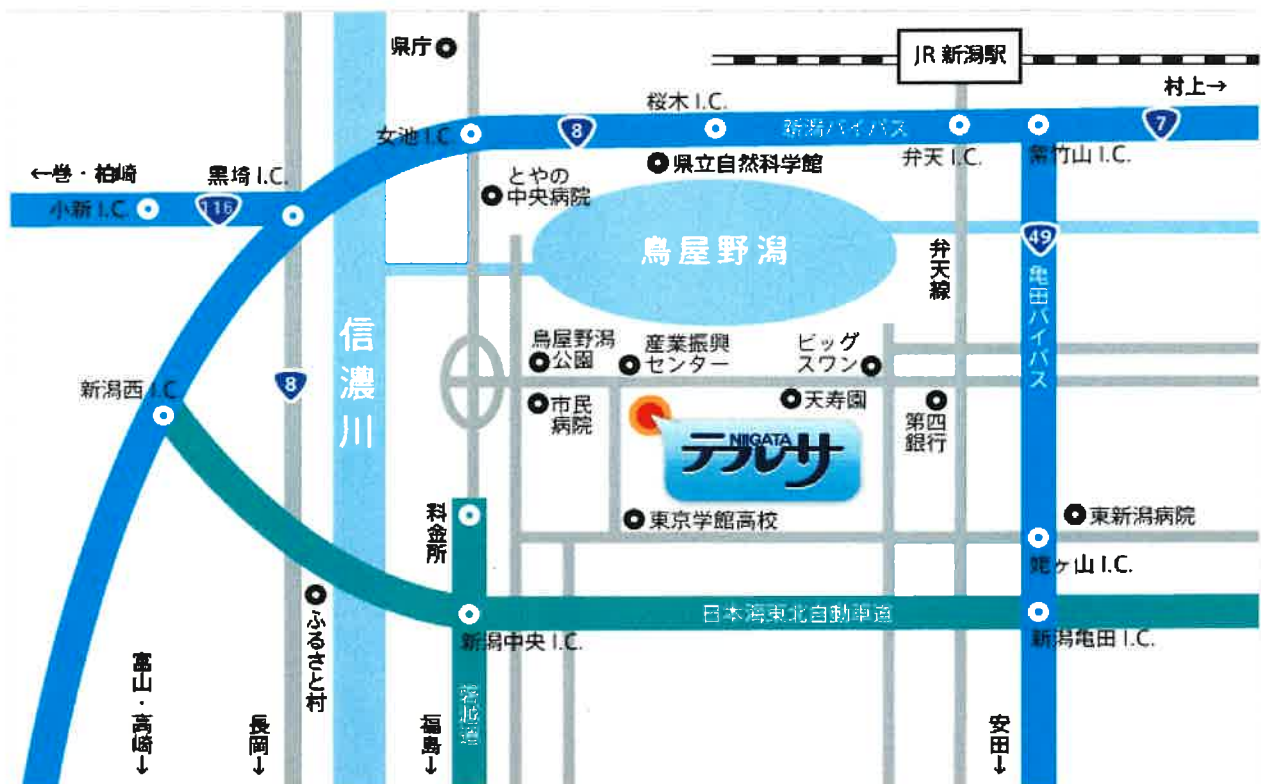 県庁
JR 新潟駅
村上→
桜木 I.C.
女池 I.C.
8
新潟バイパス
7
弁天 I.C.
紫竹山 I.C.
←巻・柏崎
黒埼 I.C.
とやの
中央病院
県立自然科学館
小新 I.C.
116
鳥屋野潟
49
弁天線
亀田バイパス
信濃川
鳥屋野潟
公園
産業振興
センター
ビッグ
スワン
新潟西 I.C
8
市民
病院
天寿園
第四
銀行
NIIGATA
テルサ
料金所
東京学館高校
東新潟病院
姥ヶ山 I.C.
ふるさと村
日本海東北自動車道
新潟中央 I.C.
新潟亀田 I.C.
磐越道
富山・高崎↓
長岡↓
福島↓
安田↓